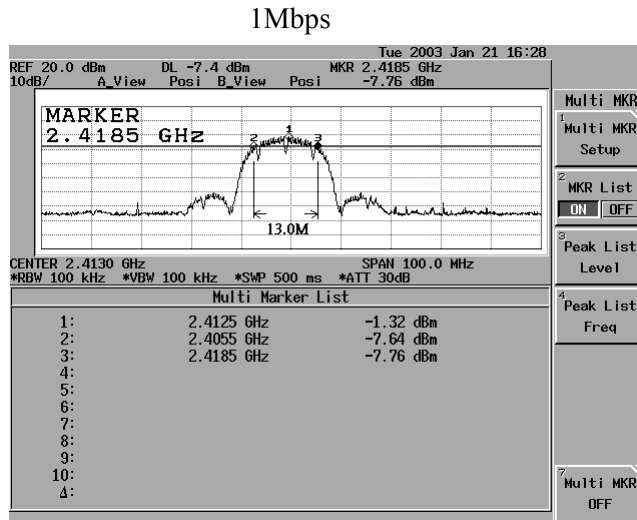 1Mbps
Tue 2003 Jan 21 16:28
REF 20.0 dBm DL -7.4 dBm MKR 2.4185 GHz
10dB/ A_View Posi B_View Posi -7.76 dBm
MARKER
2.4185 GHz
2 1 3
13.0M
CENTER 2.4130 GHz SPAN 100.0 MHz
*RBW 100 kHz *VBW 100 kHz *SWP 500 ms *ATT 30dB
Multi Marker List
1: 2.4125 GHz -1.32 dBm
2: 2.4055 GHz -7.64 dBm
3: 2.4185 GHz -7.76 dBm
4:
5:
6:
7:
8:
9:
10:
Δ:
Multi MKR
1 Multi MKR
Setup
2 MKR List
ON OFF
3 Peak List
Level
4 Peak List
Freq
7 Multi MKR
OFF